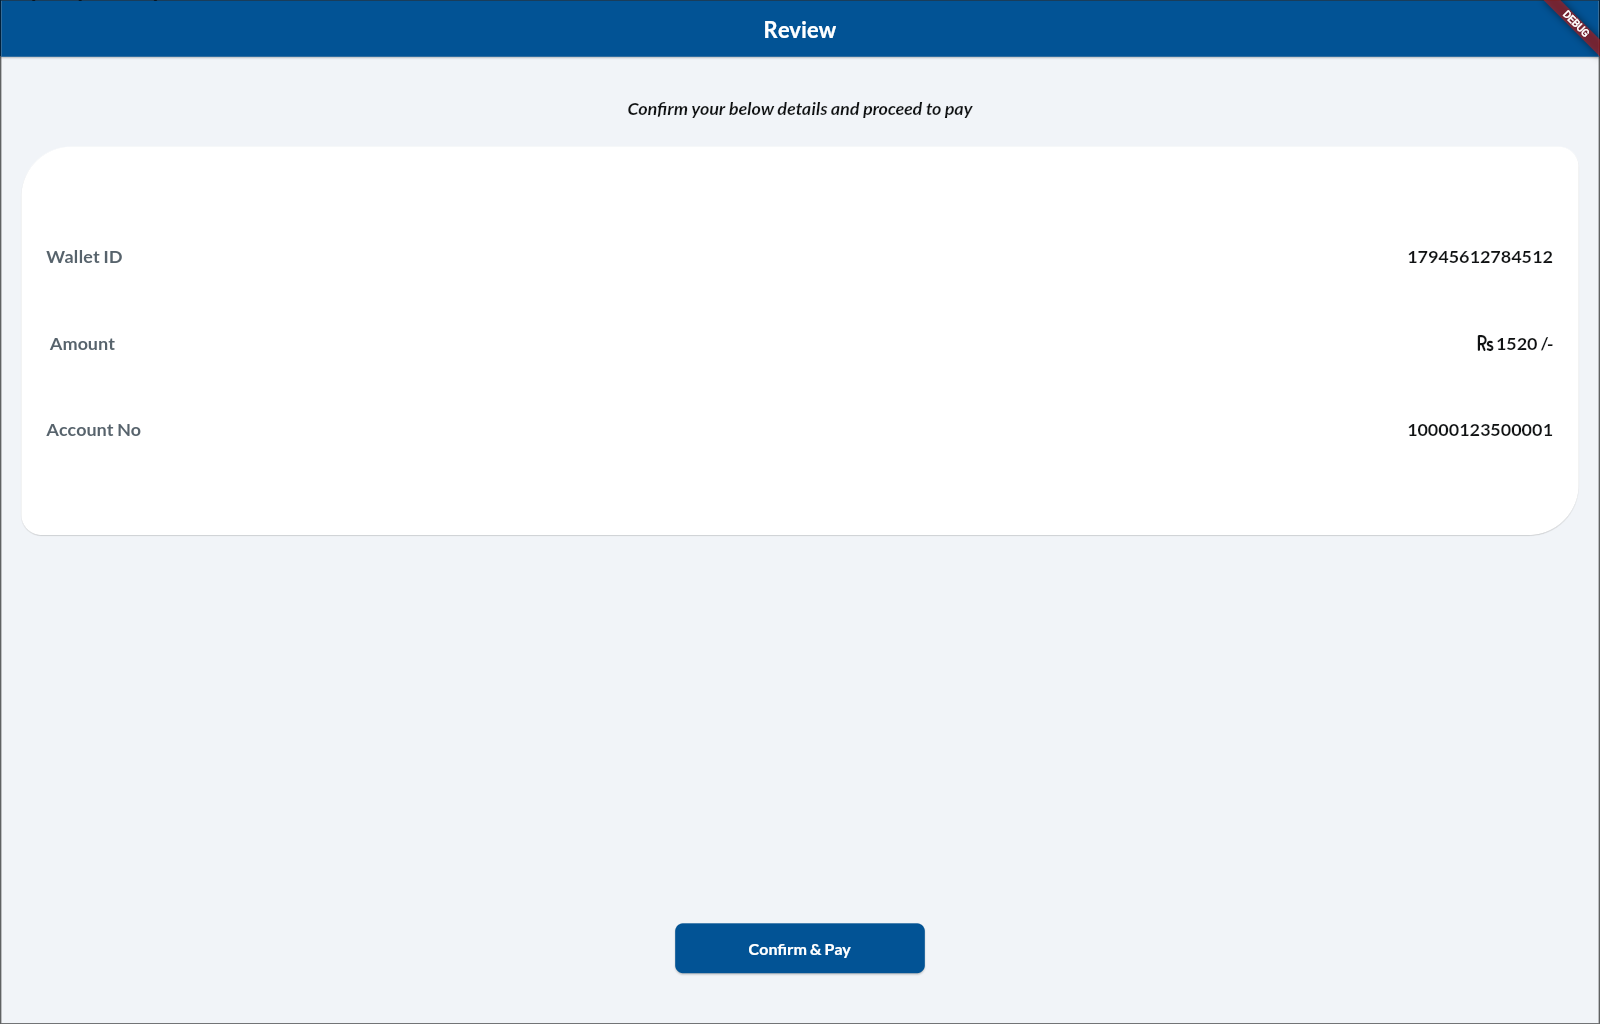 Review
DEBUG
Confirm your below details and proceed to pay
Wallet ID 17945612784512
Amount ₨ 1520 /-
Account No 10000123500001
Confirm & Pay